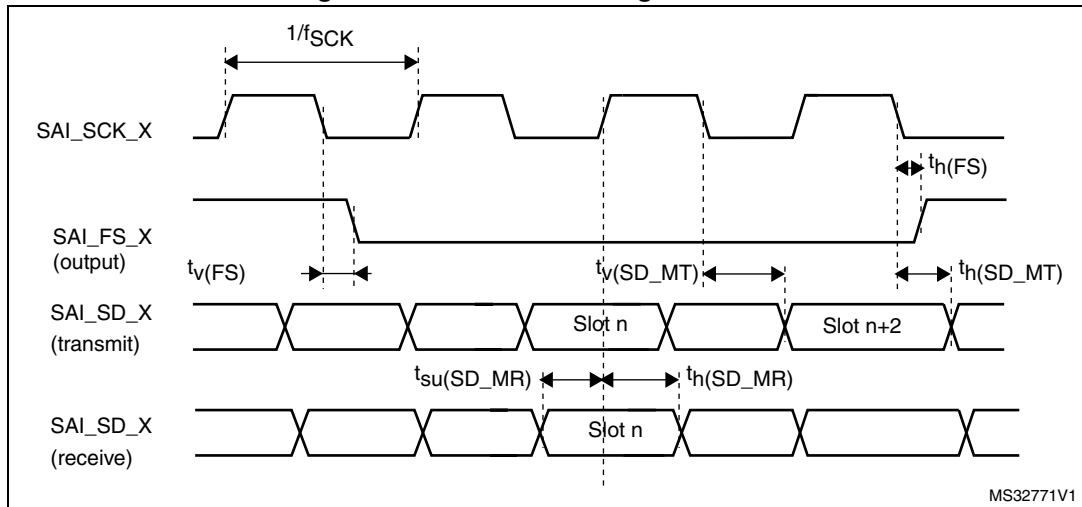 1/fSCK
SAI_SCK_X
th(FS)
SAI_FS_X
(output)
tv(FS)
tv(SD_MT)
th(SD_MT)
SAI_SD_X
(transmit)
Slot n
Slot n+2
tsu(SD_MR)
th(SD_MR)
SAI_SD_X
(receive)
Slot n
MS32771V1